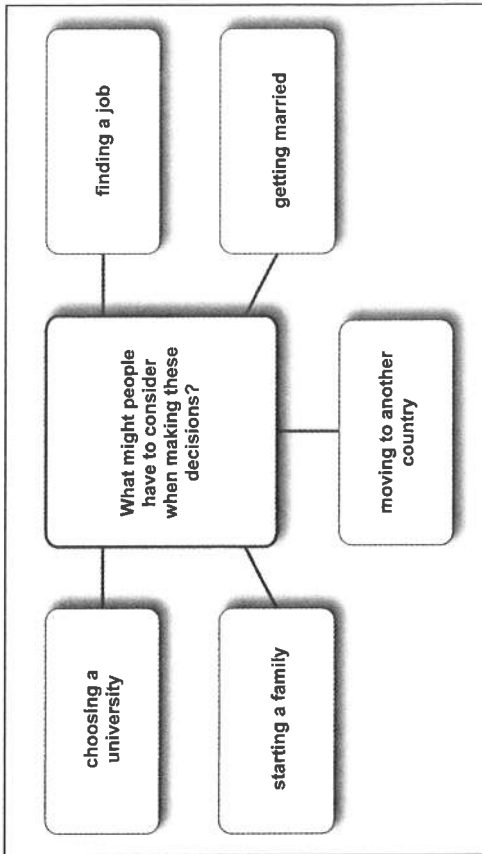 What might people
have to consider
when making these
decisions?
choosing a
university
finding a job
starting a family
getting married
moving to another
country